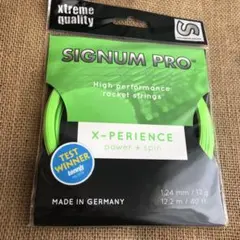 xtreme
quality
SIGNUM PRO
High performance
racket strings
X-PERIENCE
power + spin
TEST
WINNER
1.24 mm /
12.2 m / 40 ft
MADE IN GERMANY